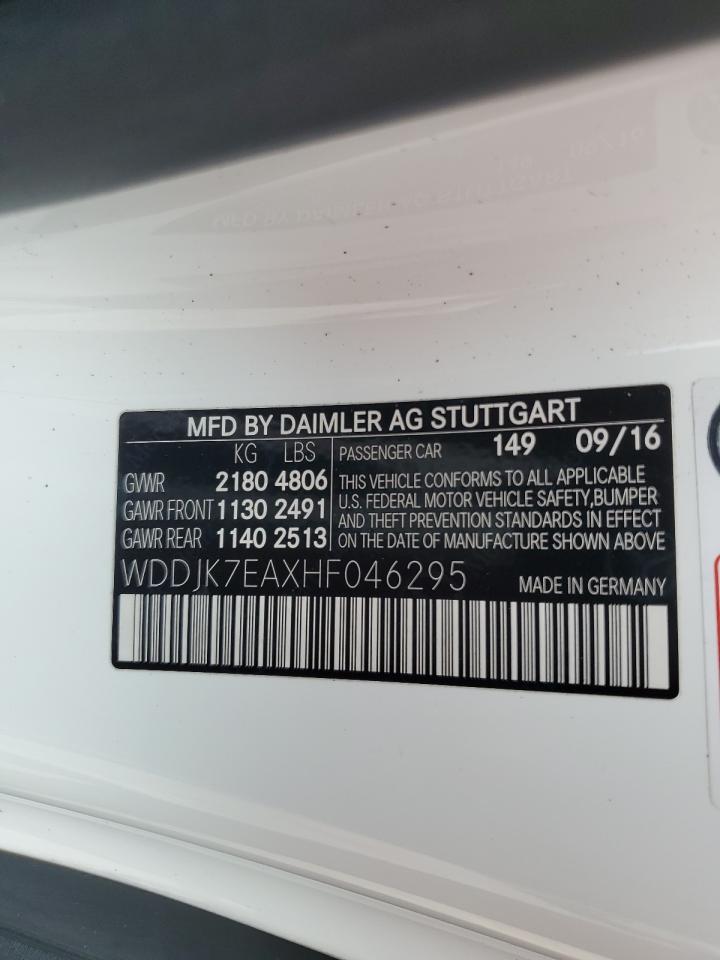 MFD BY DAIMLER AG STUTTGART
KG LBS
GVWR 2180 4806
GAWR FRONT 1130 2491
GAWR REAR 1140 2513
PASSENGER CAR 149 09/16
THIS VEHICLE CONFORMS TO ALL APPLICABLE
U.S. FEDERAL MOTOR VEHICLE SAFETY,BUMPER
AND THEFT PREVENTION STANDARDS IN EFFECT
ON THE DATE OF MANUFACTURE SHOWN ABOVE
WDDJK7EAXHF046295 MADE IN GERMANY